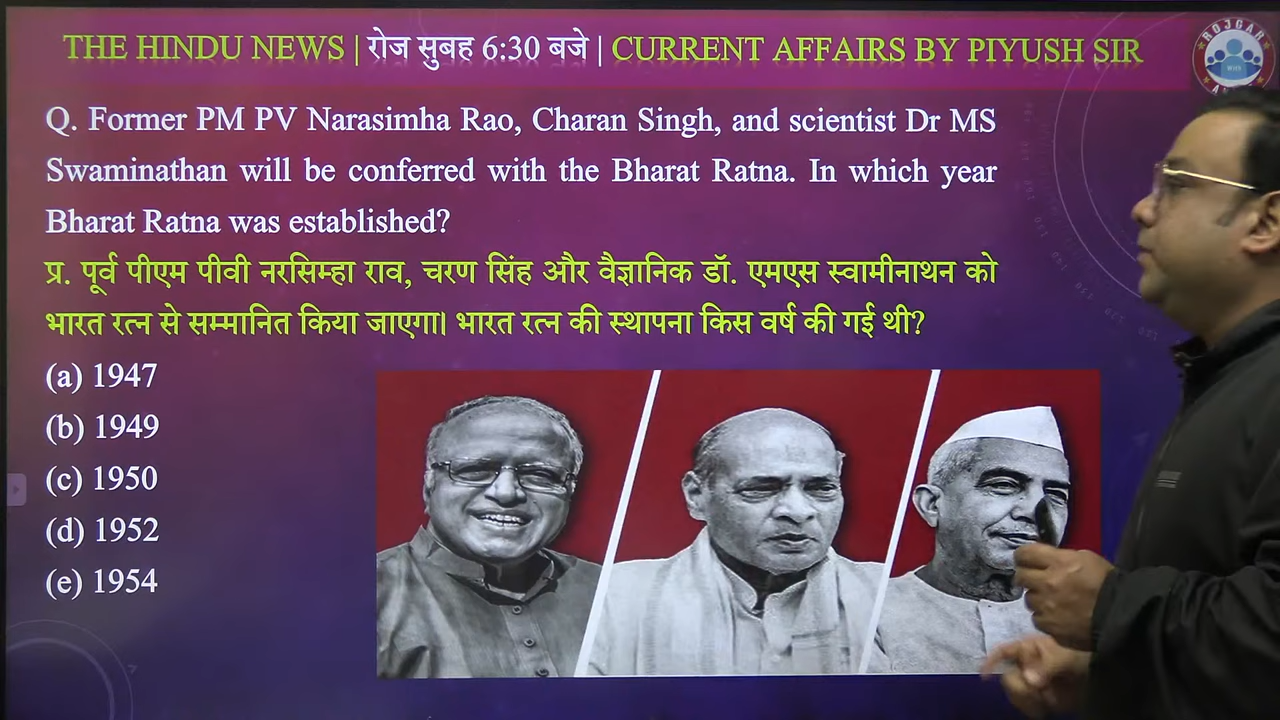 THE HINDU NEWS | रोज सुबह 6:30 बजे | CURRENT AFFAIRS BY PIYUSH SIR
Q. Former PM PV Narasimha Rao, Charan Singh, and scientist Dr MS
Swaminathan will be conferred with the Bharat Ratna. In which year
Bharat Ratna was established?
प्र. पूर्व पीएम पीवी नरसिम्हा राव, चरण सिंह और वैज्ञानिक डॉ. एमएस स्वामीनाथन को
भारत रत्न से सम्मानित किया जाएगा। भारत रत्न की स्थापना किस वर्ष की गई थी?
(a) 1947
(b) 1949
(c) 1950
(d) 1952
(e) 1954
ROJGAR